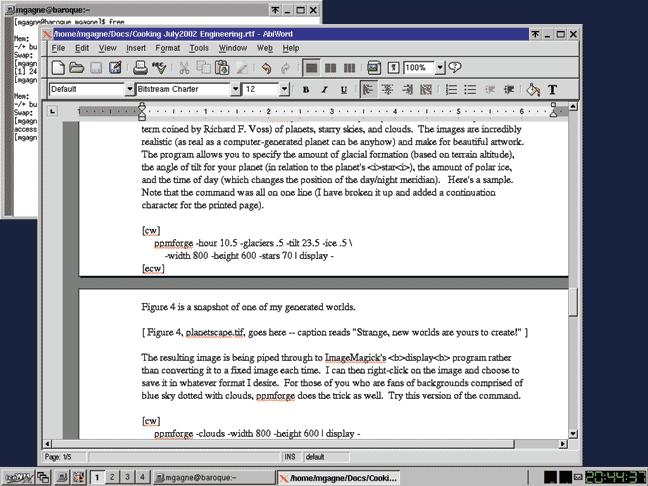 [mgagne@baroque mgagne]$ free
Mem:
-/+ bu
Swap:
[mgagn
[1] 24
[mgagn
Mem:
-/+ bu
Swap:
[mgagn
access
[mgagn
/home/mgagne/Docs/Cooking July2002 Engineering.rtf - AbiWord
File Edit View Insert Format Tools Window Web Help
100%
Default Bitstream Charter 12 B I U
1 1 2 3 4 5 6
term coined by Richard F. Voss) of planets, starry skies, and clouds. The images are incredibly
realistic (as real as a computer-generated planet can be anyhow) and make for beautiful artwork.
The program allows you to specify the amount of glacial formation (based on terrain altitude),
the angle of tilt for your planet (in relation to the planet's <i>star<i>), the amount of polar ice,
and the time of day (which changes the position of the day/night meridian). Here's a sample.
Note that the command was all on one line (I have broken it up and added a continuation
character for the printed page).
[cw]
ppmforge -hour 10.5 -glaciers .5 -tilt 23.5 -ice .5 \
-width 800 -height 600 -stars 70 | display -
[ecw]
Figure 4 is a snapshot of one of my generated worlds.
[ Figure 4, planetscape.tif, goes here -- caption reads "Strange, new worlds are yours to create!" ]
The resulting image is being piped through to ImageMagick's <b>display<b> program rather
than converting it to a fixed image each time. I can then right-click on the image and choose to
save it in whatever format I desire. For those of you who are fans of backgrounds comprised of
blue sky dotted with clouds, ppmforge does the trick as well. Try this version of the command.
[cw]
ppmforge -clouds -width 800 -height 600 | display -
Page: 1/5 INS default
1 2 3 4 mgagne@baroque:~ /home/mgagne/Docs/Cooki... mgagne@baroque:~ 20:44:37